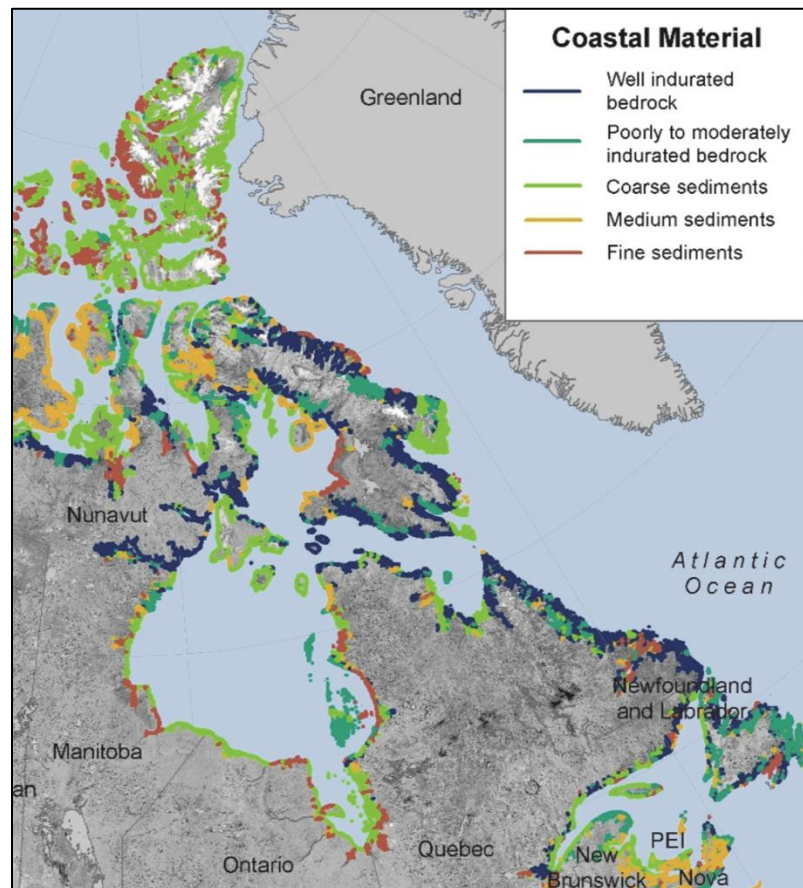 Coastal Material
Well indurated
bedrock
Poorly to moderately
indurated bedrock
Coarse sediments
Medium sediments
Fine sediments
Greenland
Nunavut
Atlantic
Ocean
Newfoundland
and Labrador
Manitoba
an
Ontario
Quebec
PEI
New
Brunswick
Nova